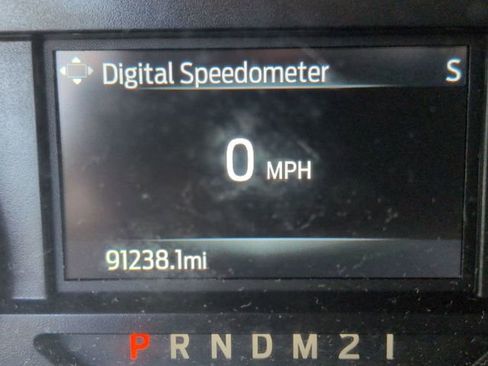 Digital Speedometer S
0 MPH
91238.1mi
P R N D M 2 1